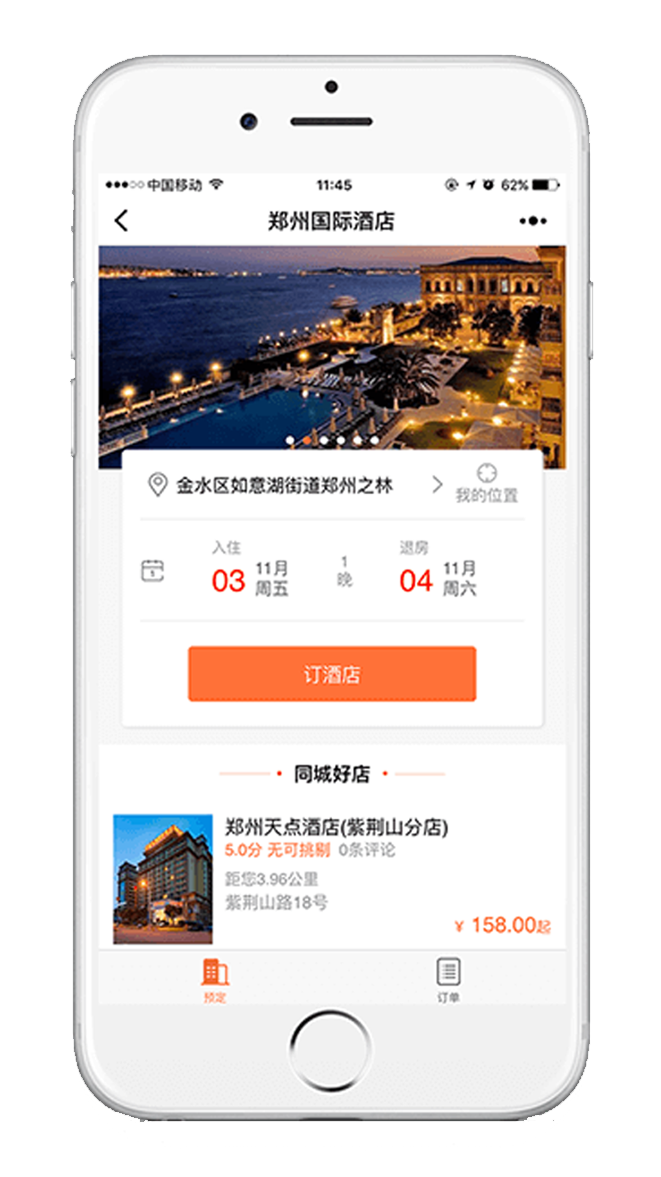 中国移动 11:45 62%
郑州国际酒店
金水区如意湖街道郑州之林
我的位置
入住
03 11月
周五
1
晚
退房
04 11月
周六
订酒店
同城好店
郑州天点酒店(紫荆山分店)
5.0分 无可挑剔 0条评论
距您3.96公里
紫荆山路18号
¥ 158.00起
预定
订单